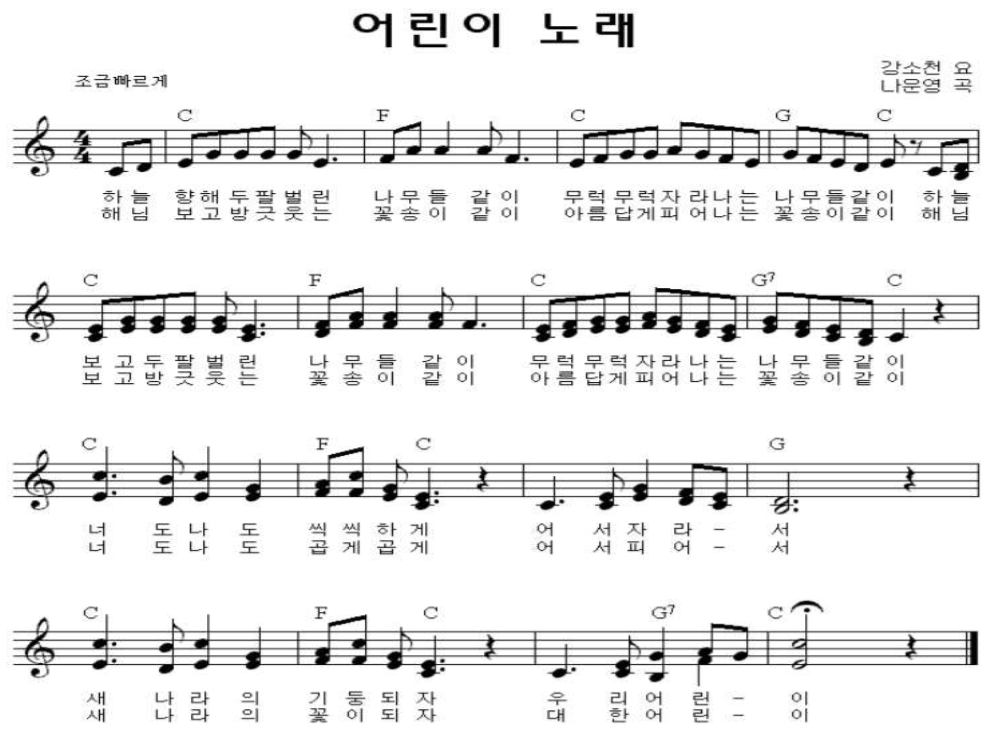 어린이 노래
조금빠르게
강소천 요
나운영 곡
C F C G C
4
4
하늘 향해두팔벌린 나무들 같이 무럭무럭자라나는 나무들같이 하늘
해님 보고방긋웃는 꽃송이 같이 아름답게피어나는 꽃송이같이 해님
C F C G7 C
보고두팔벌린 나무들 같이 무럭무럭자라나는 나무들같이
보고방긋웃는 꽃송이 같이 아름답게피어나는 꽃송이같이
C F C G
너 도나도 씩씩하게 어 서자라-서
너 도나도 곱게곱게 어 서피어-서
C F C G7 C
새 나라의 기둥되자 우 리어린-이
새 나라의 꽃이되자 대 한어린-이